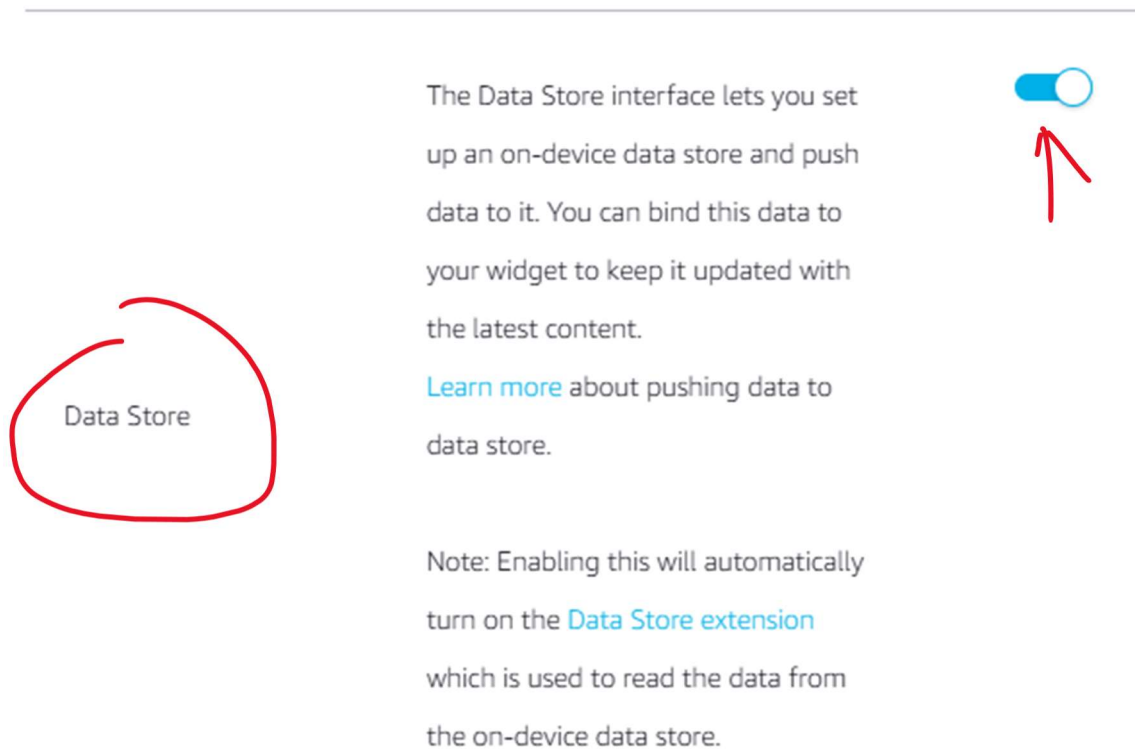 The Data Store interface lets you set
up an on-device data store and push
data to it. You can bind this data to
your widget to keep it updated with
the latest content.
Learn more about pushing data to
Data Store
data store.
Note: Enabling this will automatically
turn on the Data Store extension
which is used to read the data from
the on-device data store.